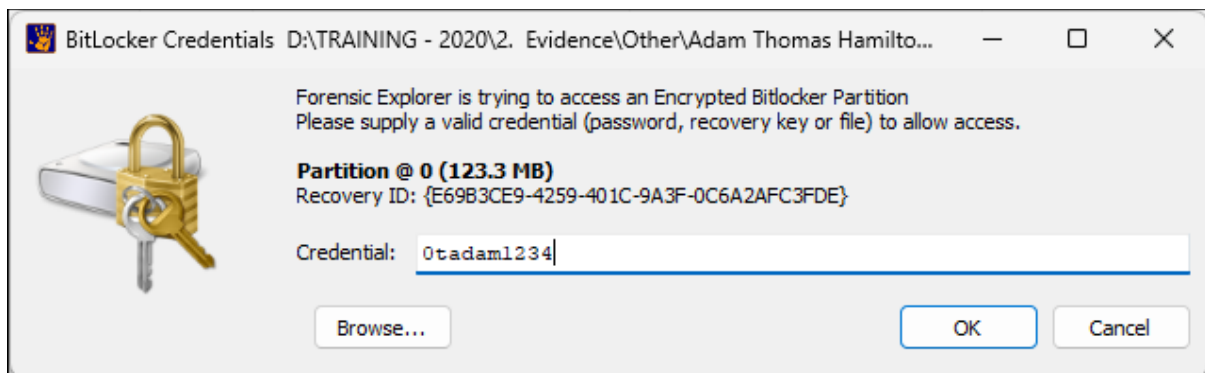 BitLocker Credentials D:\TRAINING - 2020\2. Evidence\Other\Adam Thomas Hamilto...
Forensic Explorer is trying to access an Encrypted Bitlocker Partition
Please supply a valid credential (password, recovery key or file) to allow access.
Partition @ 0 (123.3 MB)
Recovery ID: {E69B3CE9-4259-401C-9A3F-0C6A2AFC3FDE}
Credential: 0tadam1234
Browse... OK Cancel